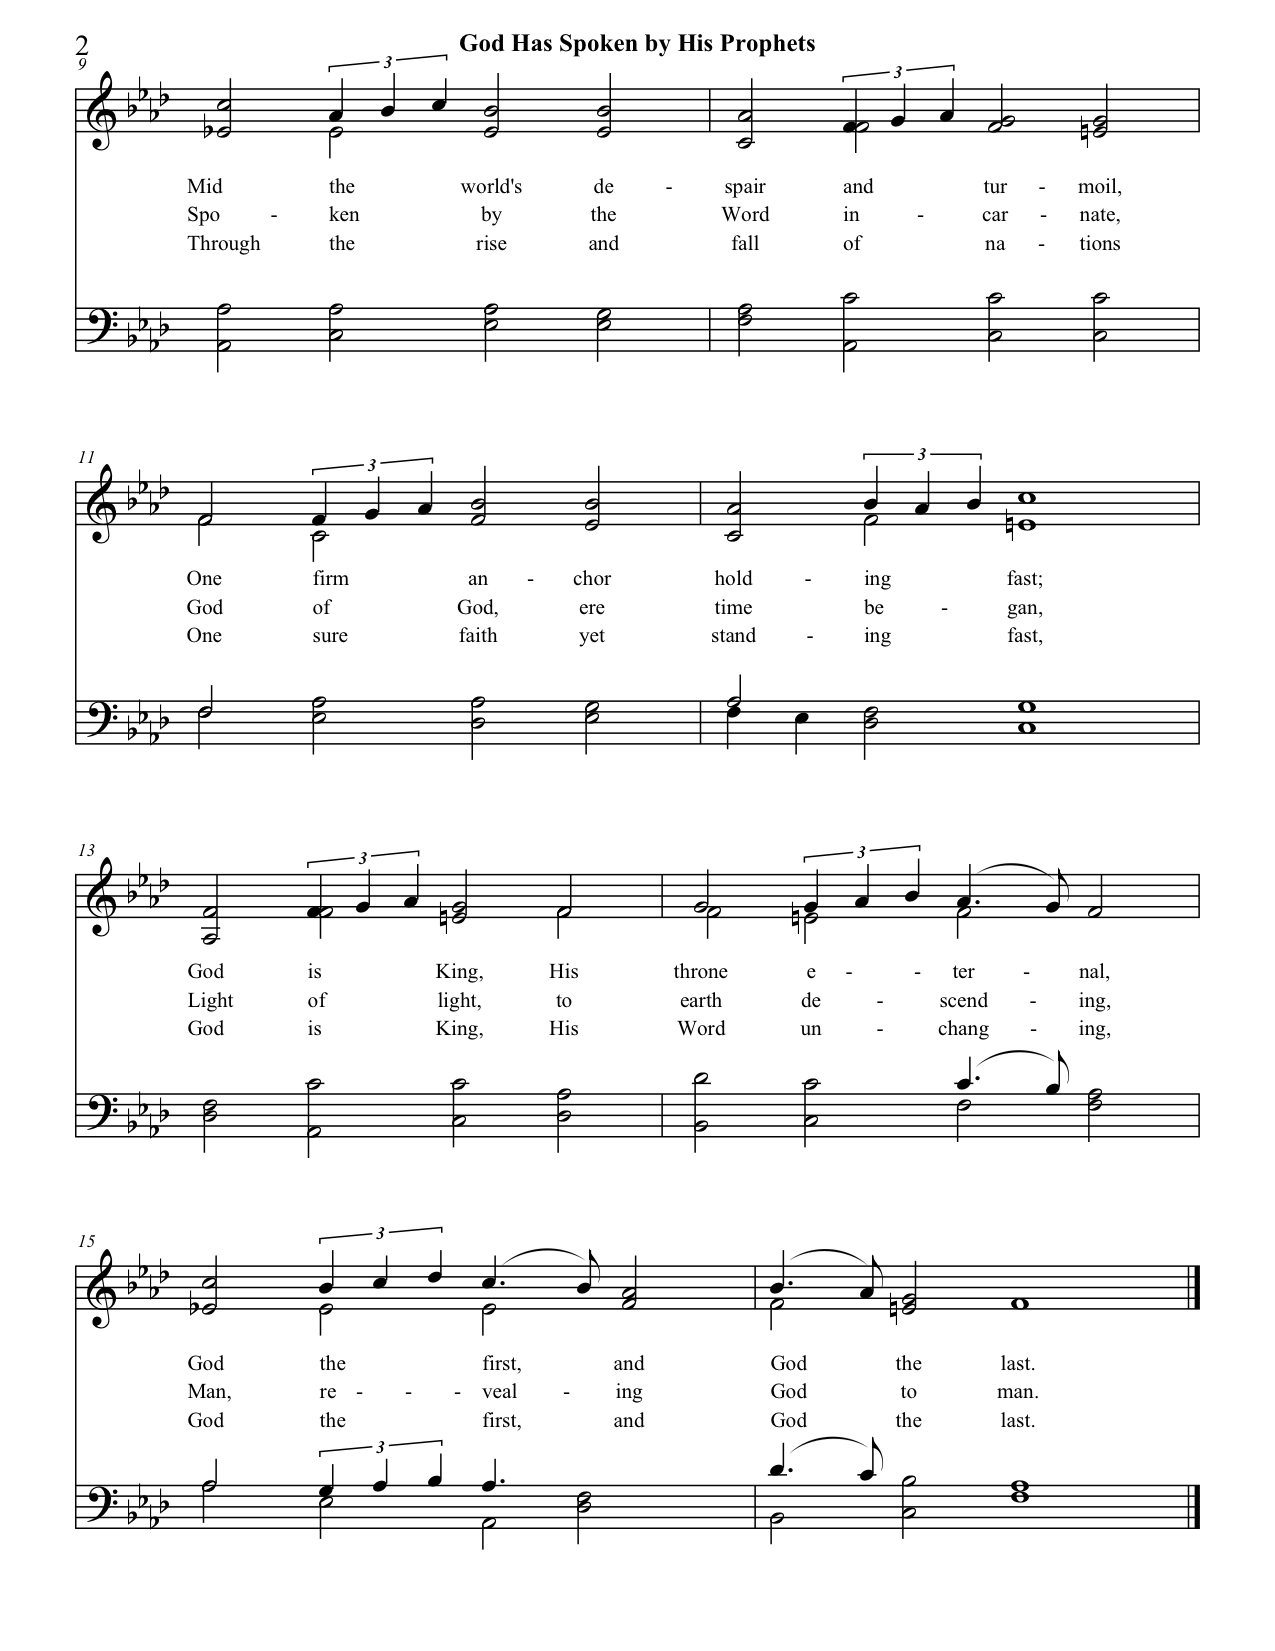 2
God Has Spoken by His Prophets
9
3
3
Mid the world's de - spair and tur - moil,
Spo - ken by the Word in - car - nate,
Through the rise and fall of na - tions
11
3
3
One firm an - chor hold - ing fast;
God of God, ere time be - gan,
One sure faith yet stand - ing fast,
13
3
3
God is King, His throne e - - ter - nal,
Light of light, to earth de - scend - ing,
God is King, His Word un - chang - ing,
15
3
God the first, and God the last.
Man, re - - - veal - ing God to man.
God the first, and God the last.
3